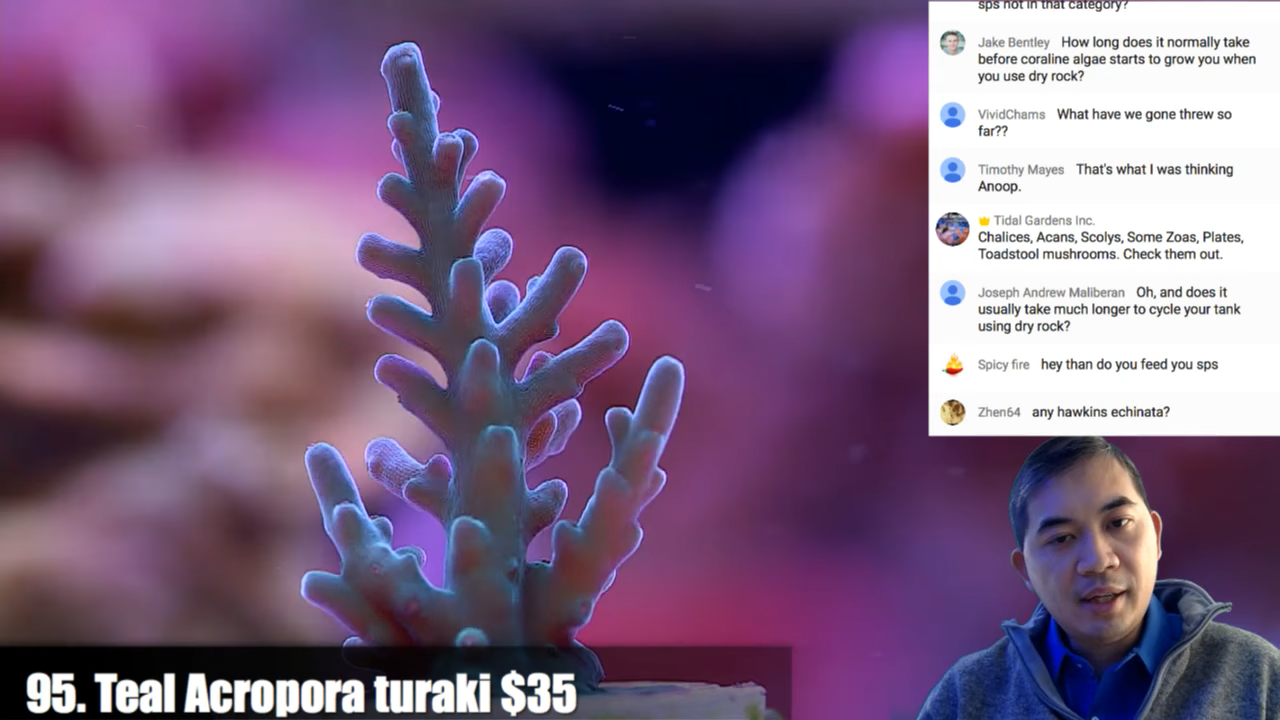 sps not in that category?
Jake Bentley How long does it normally take
before coraline algae starts to grow you when
you use dry rock?
VividChams What have we gone threw so
far??
Timothy Mayes That's what I was thinking
Anoop.
Tidal Gardens Inc.
Chalices, Acans, Scolys, Some Zoas, Plates,
Toadstool mushrooms. Check them out.
Joseph Andrew Maliberan Oh, and does it
usually take much longer to cycle your tank
using dry rock?
Spicy fire hey than do you feed you sps
Zhen64 any hawkins echinata?
95. Teal Acropora turaki $35